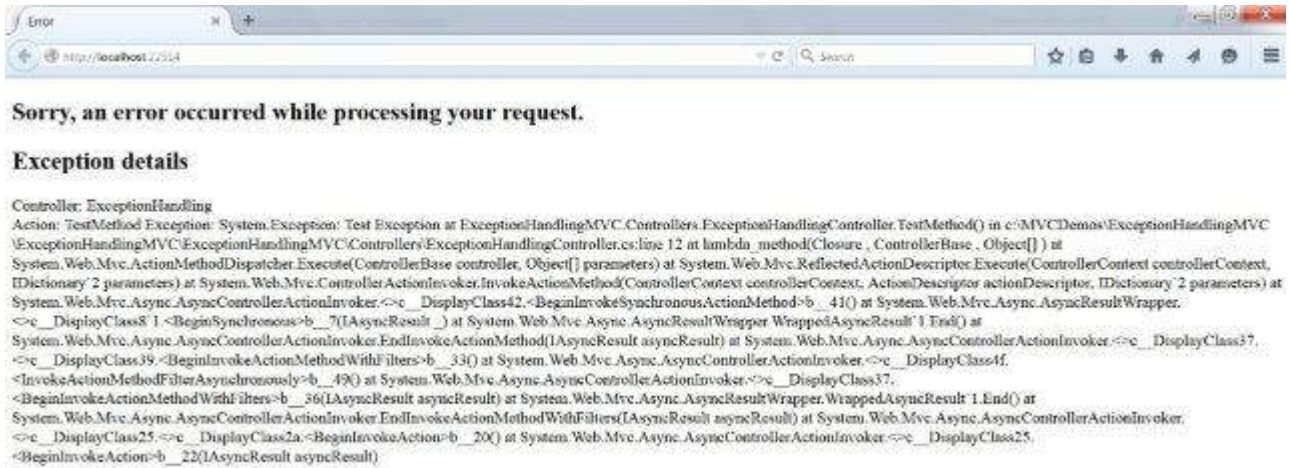 Error
http://localhost:22514
Search
Sorry, an error occurred while processing your request.
Exception details
Controller: ExceptionHandling
Action: TestMethod Exception: System.Exception: Test Exception at ExceptionHandlingMVC.Controllers.ExceptionHandlingController.TestMethod() in c:\MVCDemos\ExceptionHandlingMVC
\ExceptionHandlingMVC\ExceptionHandlingMVC\Controllers\ExceptionHandlingController.cs:line 12 at lambda_method(Closure , ControllerBase , Object[] ) at
System.Web.Mvc.ActionMethodDispatcher.Execute(ControllerBase controller, Object[] parameters) at System.Web.Mvc.ReflectedActionDescriptor.Execute(ControllerContext controllerContext,
IDictionary`2 parameters) at System.Web.Mvc.ControllerActionInvoker.InvokeActionMethod(ControllerContext controllerContext, ActionDescriptor actionDescriptor, IDictionary`2 parameters) at
System.Web.Mvc.Async.AsyncControllerActionInvoker.<>c__DisplayClass42.<BeginInvokeSynchronousActionMethod>b__41() at System.Web.Mvc.Async.AsyncResultWrapper.
<>c__DisplayClass8`1.<BeginSynchronous>b__7(IAsyncResult _) at System.Web.Mvc.Async.AsyncResultWrapper.WrappedAsyncResult`1.End() at
System.Web.Mvc.Async.AsyncControllerActionInvoker.EndInvokeActionMethod(IAsyncResult asyncResult) at System.Web.Mvc.Async.AsyncControllerActionInvoker.<>c__DisplayClass37.
<>c__DisplayClass39.<BeginInvokeActionMethodWithFilters>b__33() at System.Web.Mvc.Async.AsyncControllerActionInvoker.<>c__DisplayClass4f.
<InvokeActionMethodFilterAsynchronously>b__49() at System.Web.Mvc.Async.AsyncControllerActionInvoker.<>c__DisplayClass37.
<BeginInvokeActionMethodWithFilters>b__36(IAsyncResult asyncResult) at System.Web.Mvc.Async.AsyncResultWrapper.WrappedAsyncResult`1.End() at
System.Web.Mvc.Async.AsyncControllerActionInvoker.EndInvokeActionMethodWithFilters(IAsyncResult asyncResult) at System.Web.Mvc.Async.AsyncControllerActionInvoker.
<>c__DisplayClass25.<>c__DisplayClass2a.<BeginInvokeAction>b__20() at System.Web.Mvc.Async.AsyncControllerActionInvoker.<>c__DisplayClass25.
<BeginInvokeAction>b__22(IAsyncResult asyncResult)